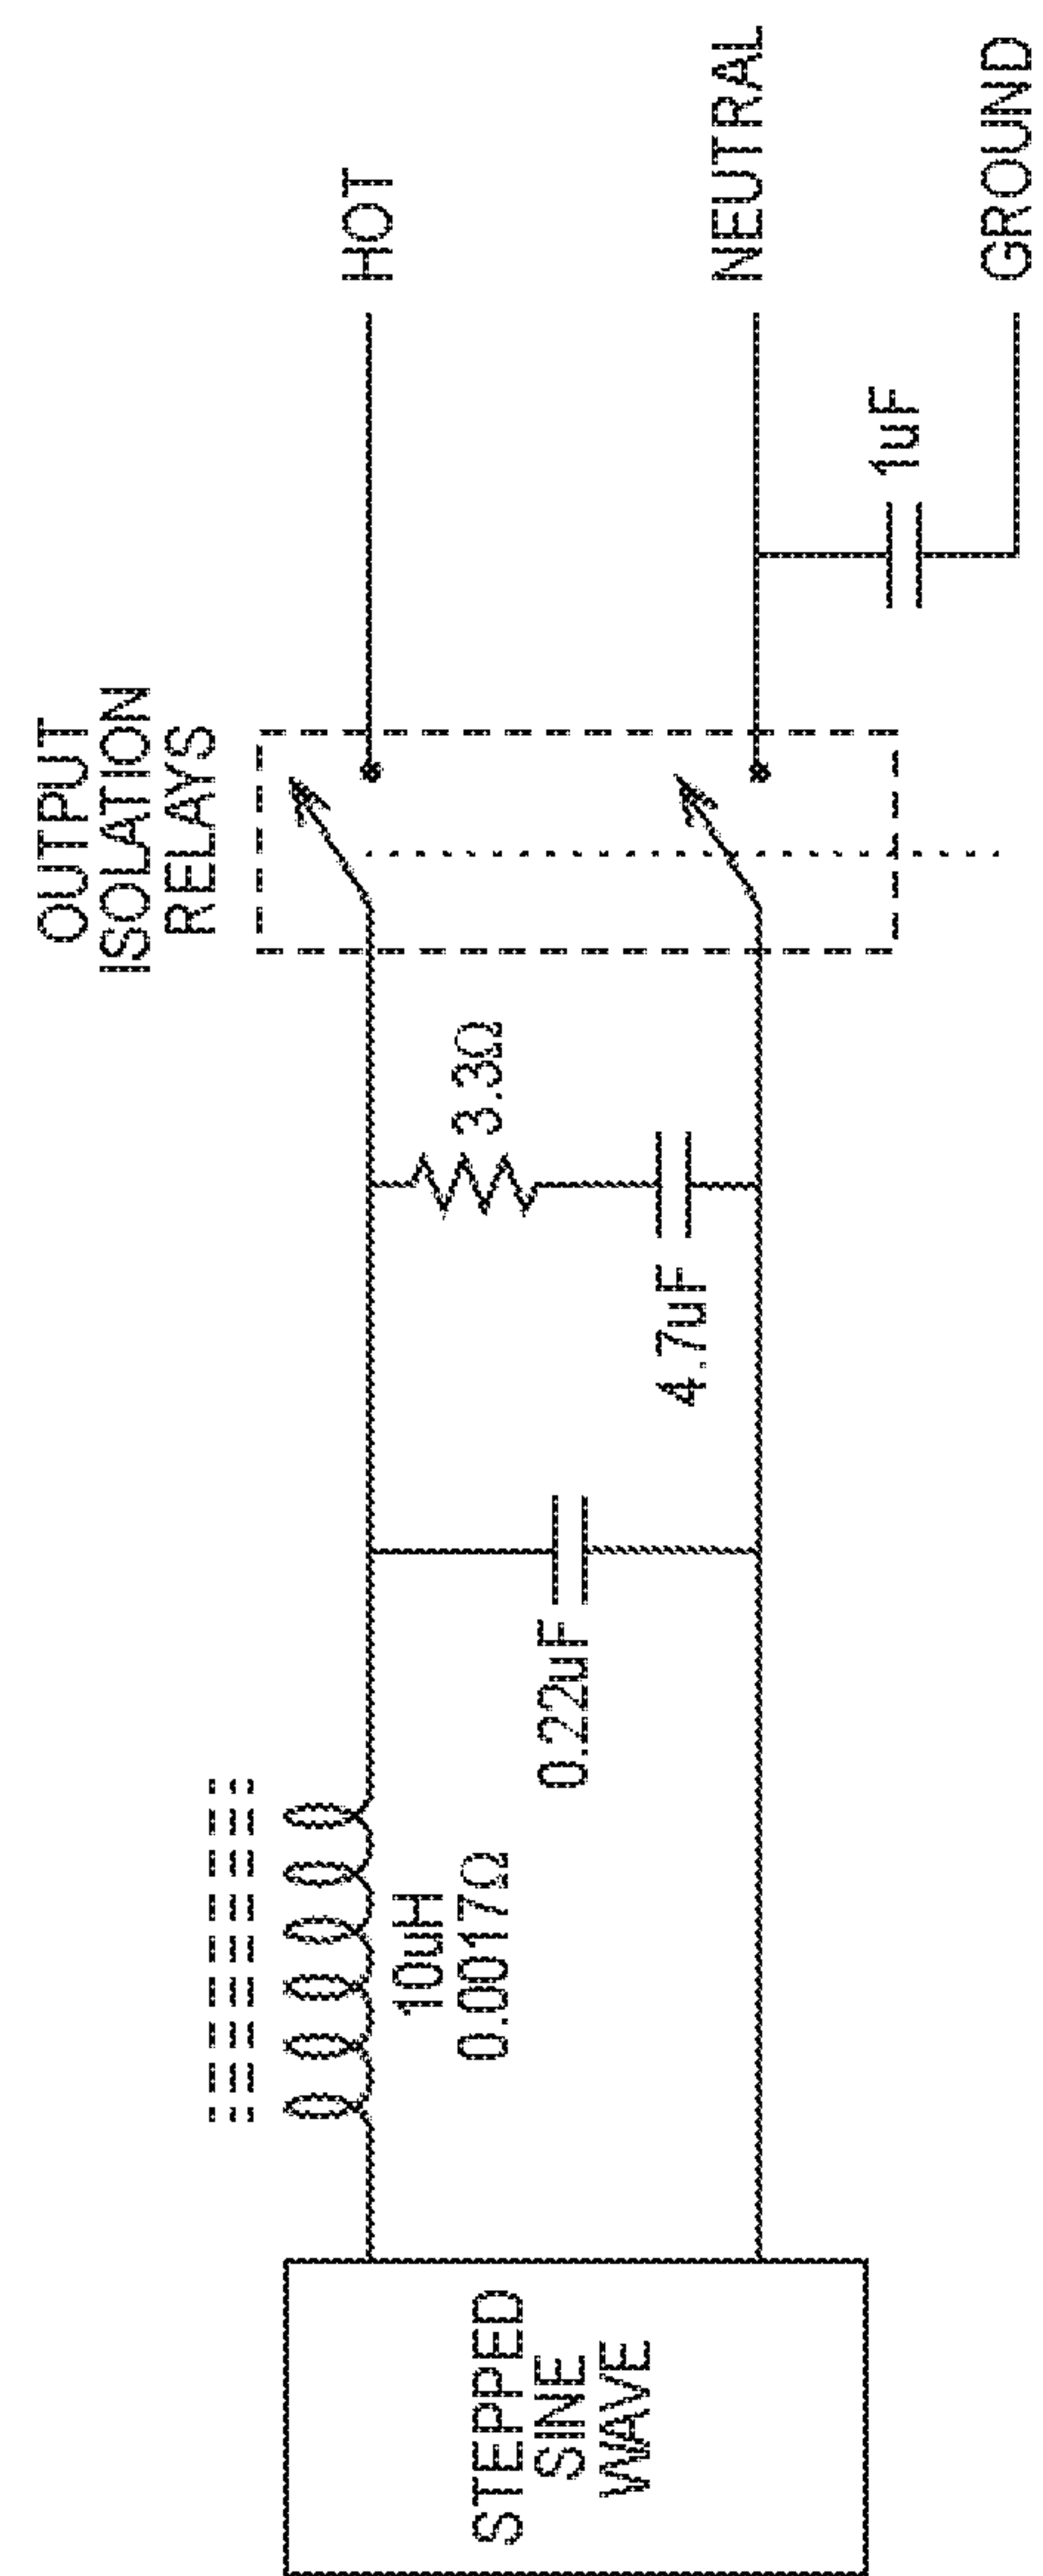 STEPPED
SINE
WAVE
10uH
0.0017Ω
0.22uF
4.7uF
3.3Ω
OUTPUT
ISOLATION
RELAYS
1uF
HOT
NEUTRAL
GROUND